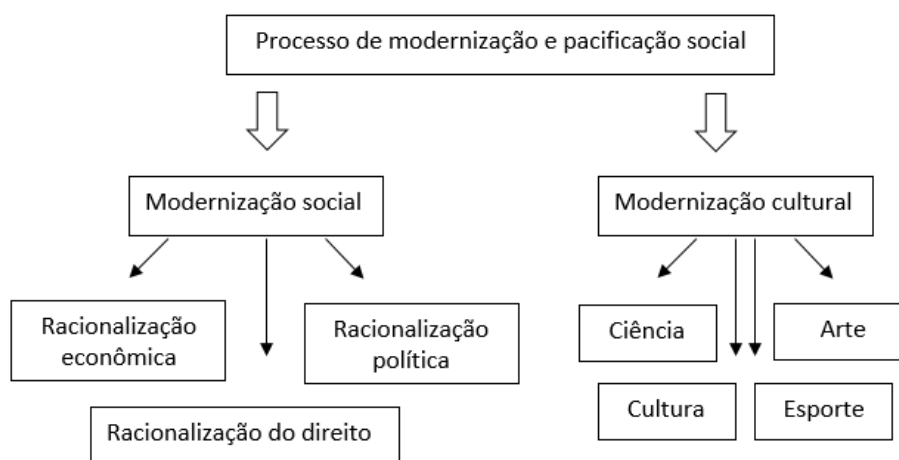 Processo de modernização e pacificação social
Modernização social
Modernização cultural
Racionalização
econômica
Racionalização
política
Racionalização do direito
Ciência
Arte
Cultura
Esporte